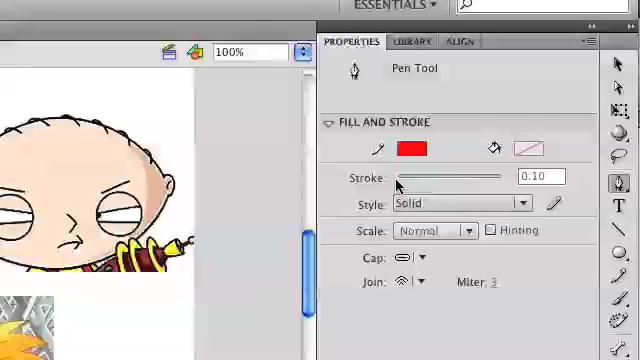 ESSENTIALS
PROPERTIES LIBRARY ALIGN
100%
Pen Tool
FILL AND STROKE
Stroke: 0.10
Style: Solid
Scale: Normal Hinting
Cap:
Join: Miter: 3
T